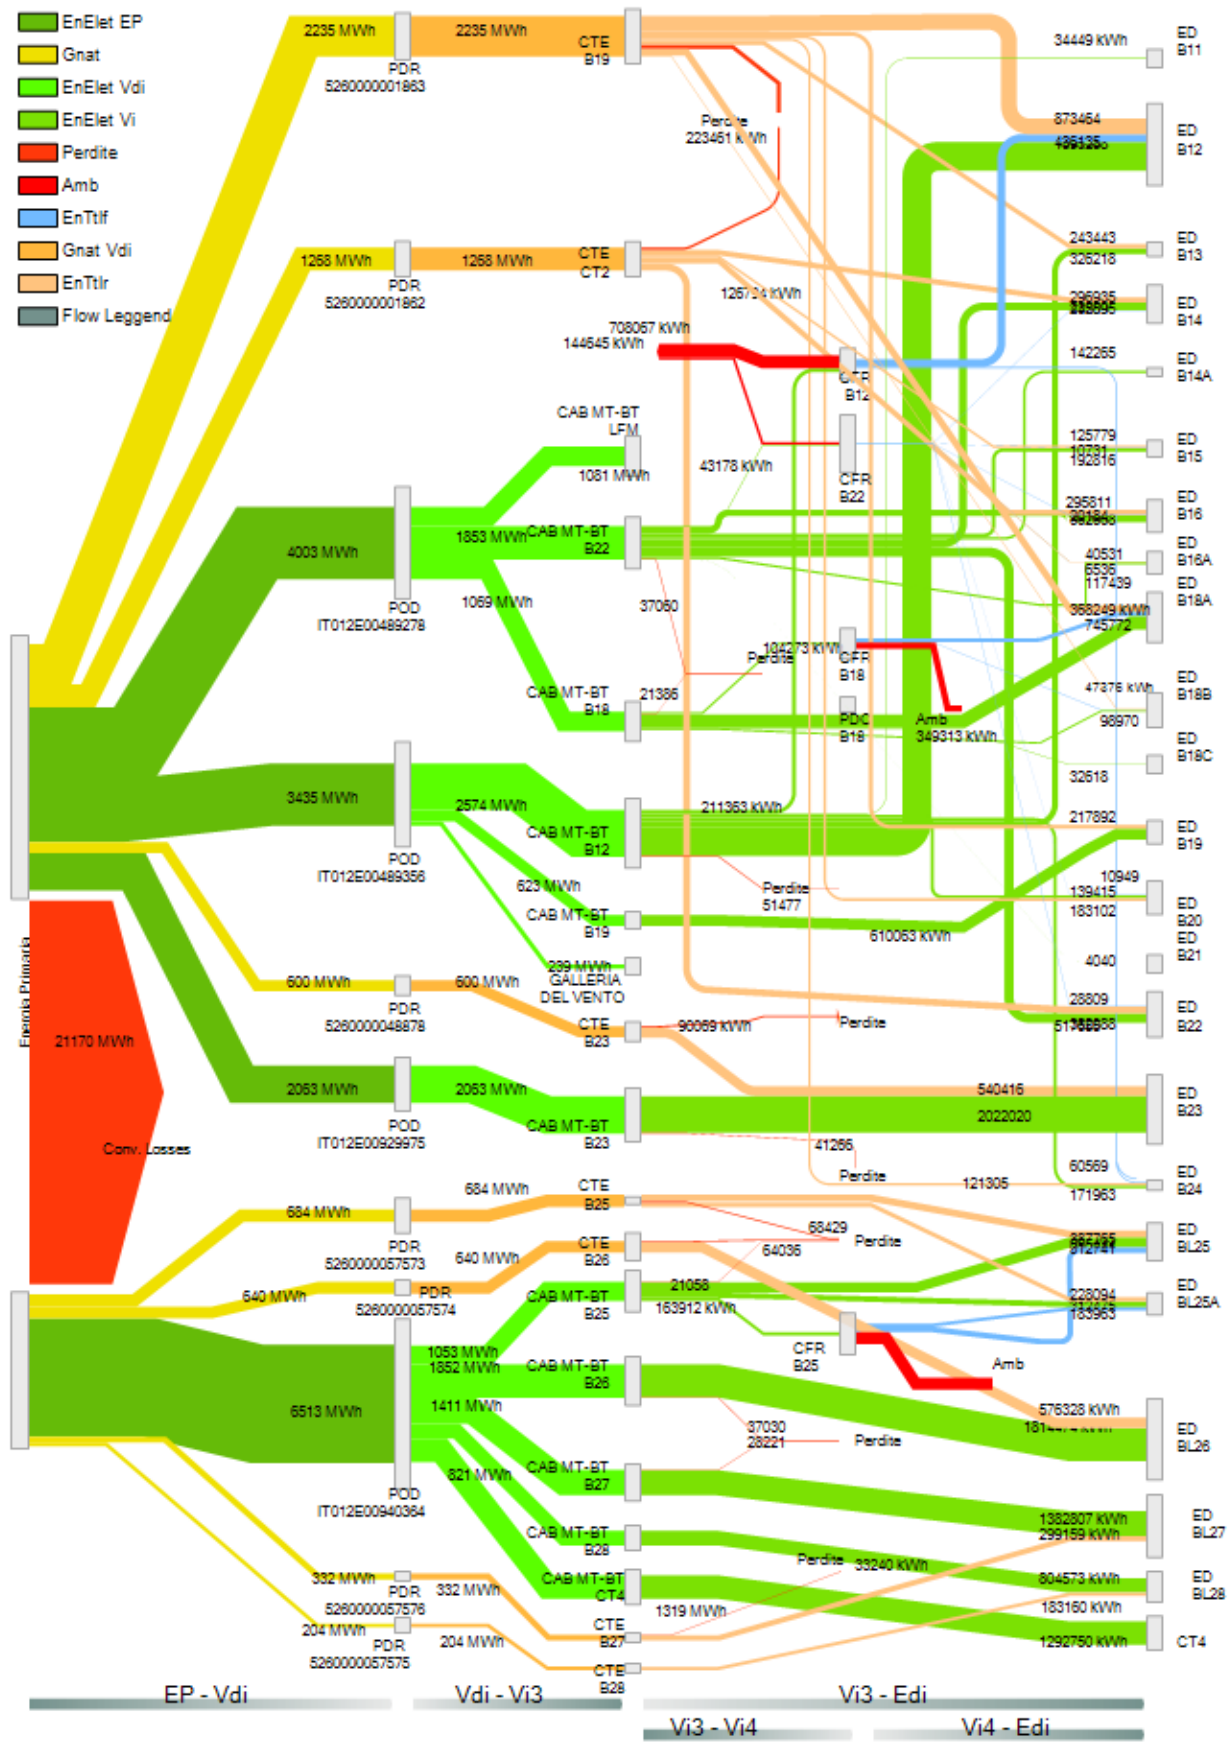 EnElet EP
Gnat
EnElet Vdi
EnElet Vi
Perdite
Amb
EnTtlf
Gnat Vdi
EnTtlr
Flow Leggend
2235 MWh
2235 MWh
CTE
B19
PDR
5260000001863
34449 kWh
ED
B11
Perdite
223461 kWh
873464
436135
ED
B12
1268 MWh
1268 MWh
CTE
CT2
PDR
5260000001862
243443
326218
ED
B13
ED
B14
708067 kWh
144645 kWh
CFR
B12
142265
ED
B14A
CAB MT-BT
LFM
1081 MWh
43178 kWh
CFR
B22
125779
10731
192816
ED
B15
4003 MWh
1853 MWh
CAB MT-BT
B22
295811
ED
B16
40531
6536
ED
B16A
1069 MWh
POD
IT012E00489278
37060
117439
ED
B18A
358249 kWh
745772
104273 kWh
Perdite
CFR
B18
21386
CAB MT-BT
B18
PDC
B18
Amb
349313 kWh
47376 kWh
98970
ED
B18B
ED
B18C
32618
3435 MWh
2574 MWh
CAB MT-BT
B12
211363 kWh
217892
ED
B19
POD
IT012E00489356
623 MWh
Perdite
51477
10949
139415
183102
ED
B20
CAB MT-BT
B19
610063 kWh
ED
B21
4040
239 MWh
GALLERIA
DEL VENTO
Energia Primaria
600 MWh
600 MWh
PDR
5260000048878
CTE
B23
90069 kWh
Perdite
28809
ED
B22
21170 MWh
Conv. Losses
2063 MWh
2063 MWh
CAB MT-BT
B23
POD
IT012E00929975
540416
2022020
ED
B23
41266
Perdite
121305
60569
171963
ED
B24
684 MWh
684 MWh
CTE
B25
PDR
5260000057573
68429
64036
Perdite
312741
ED
BL25
640 MWh
CTE
B26
640 MWh
PDR
5260000057574
CAB MT-BT
B25
21058
163912 kWh
228094
183963
ED
BL25A
CFR
B25
Amb
1053 MWh
1852 MWh
CAB MT-BT
B26
6513 MWh
1411 MWh
576328 kWh
ED
BL26
37030
28221
Perdite
821 MWh
CAB MT-BT
B27
POD
IT012E00940364
1382807 kWh
299159 kWh
ED
BL27
CAB MT-BT
B28
Perdite
33240 kWh
332 MWh
332 MWh
PDR
5260000057576
CAB MT-BT
CT4
804573 kWh
183160 kWh
ED
BL28
1319 MWh
204 MWh
204 MWh
PDR
5260000057575
CTE
B27
1292750 kWh
CT4
CTE
B28
EP - Vdi
Vdi - Vi3
Vi3 - Edi
Vi3 - Vi4
Vi4 - Edi